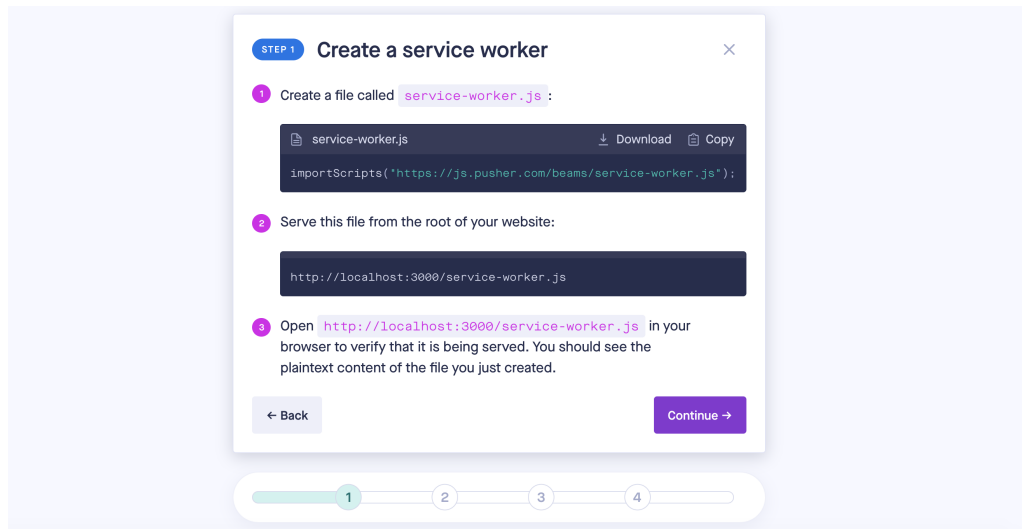 STEP 1 Create a service worker
1 Create a file called service-worker.js :
service-worker.js Download Copy
importScripts("https://js.pusher.com/beams/service-worker.js");
2 Serve this file from the root of your website:
http://localhost:3000/service-worker.js
3 Open http://localhost:3000/service-worker.js in your
browser to verify that it is being served. You should see the
plaintext content of the file you just created.
← Back Continue →
1 2 3 4